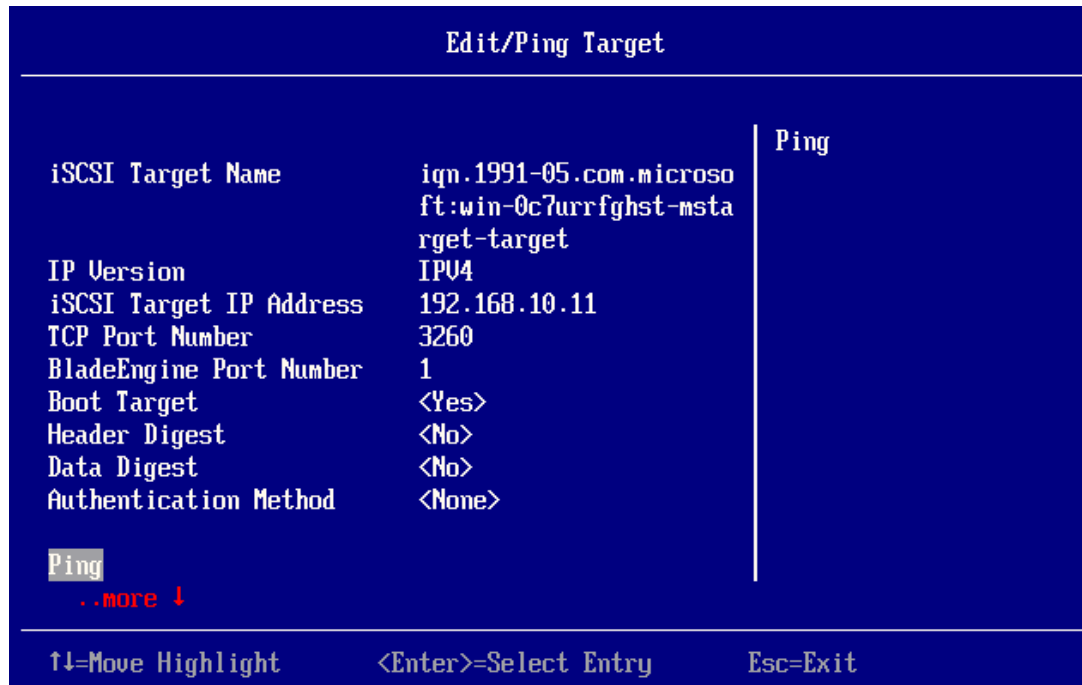 Edit/Ping Target
Ping
iSCSI Target Name iqn.1991-05.com.microso
ft:win-0c7urrfghst-msta
rget-target
IP Version IPV4
iSCSI Target IP Address 192.168.10.11
TCP Port Number 3260
BladeEngine Port Number 1
Boot Target <Yes>
Header Digest <No>
Data Digest <No>
Authentication Method <None>
Ping
..more ↓
↑↓=Move Highlight <Enter>=Select Entry Esc=Exit